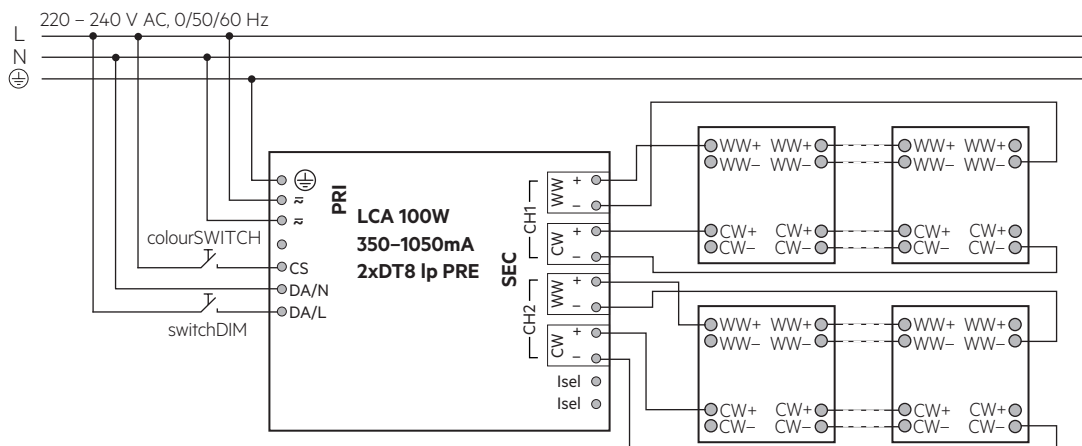 220 – 240 V AC, 0/50/60 Hz
L
N
PRI
LCA 100W
350–1050mA
2xDT8 lp PRE
SEC
colourSWITCH
CS
DA/N
DA/L
switchDIM
CH1
WW + –
CW + –
CH2
WW + –
CW + –
Isel
Isel
WW+ WW+ WW+ WW+
WW– WW– WW– WW–
CW+ CW+ CW+ CW+
CW– CW– CW– CW–
WW+ WW+ WW+ WW+
WW– WW– WW– WW–
CW+ CW+ CW+ CW+
CW– CW– CW– CW–